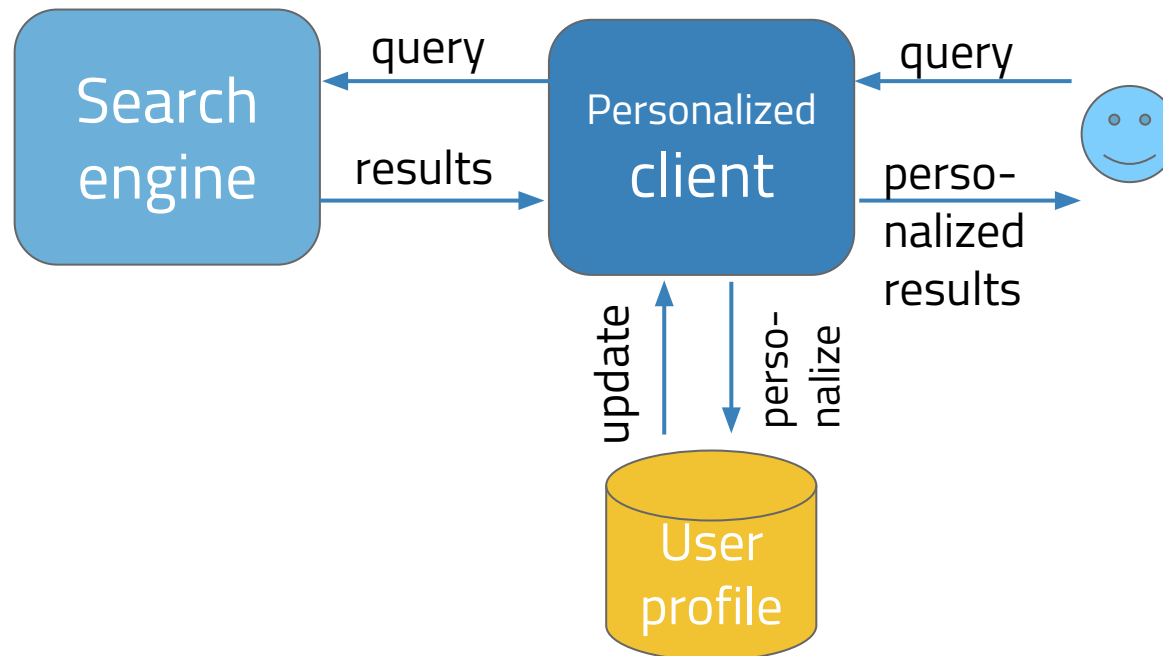 query
query
Search
engine
Personalized
client
results
perso-
nalized
results
update
perso-
nalize
User
profile